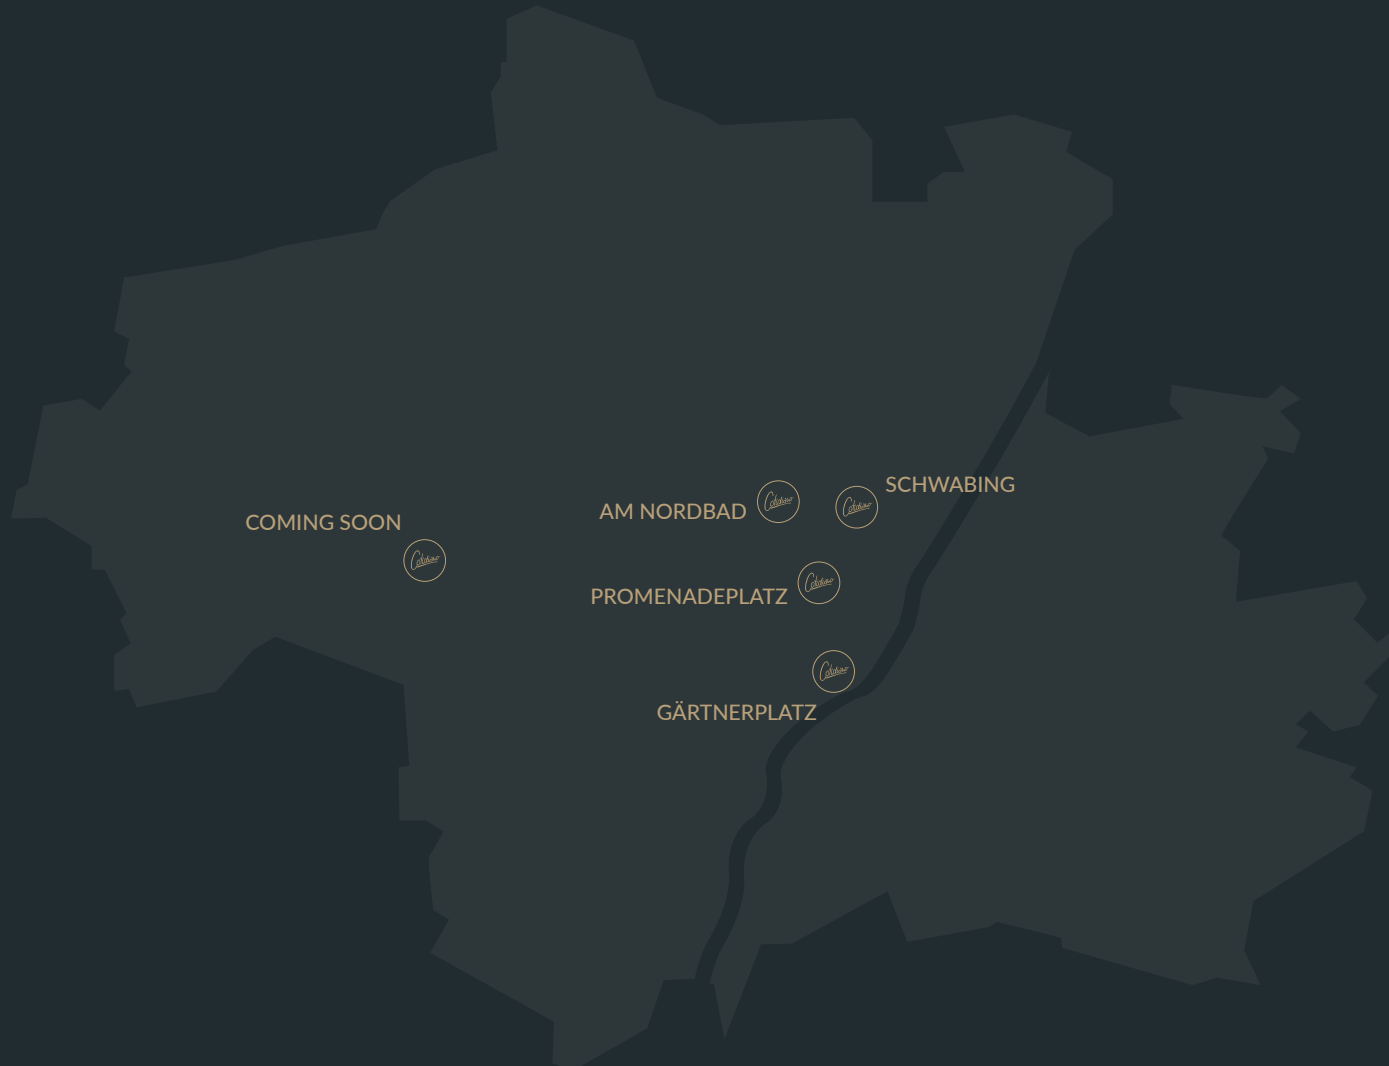 SCHWABING
AM NORDBAD
COMING SOON
PROMENADEPLATZ
GÄRTNERPLATZ